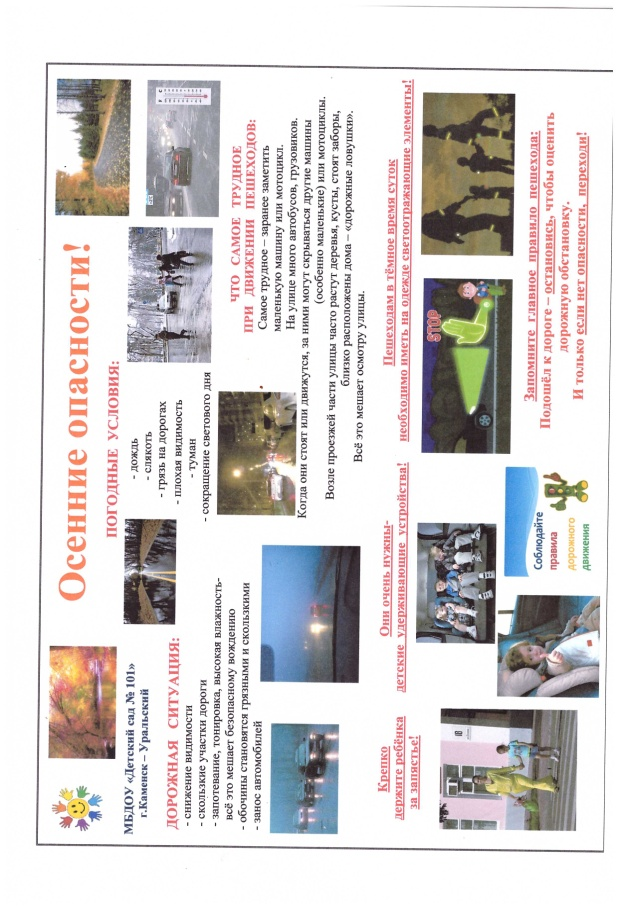 Осенние опасности!
МБДОУ «Детский сад № 101»
г.Каменск – Уральский
ПОГОДНЫЕ УСЛОВИЯ:
- дождь
- слякоть
- грязь на дорогах
- плохая видимость
- туман
- сокращение светового дня
ДОРОЖНАЯ СИТУАЦИЯ:
- снижение видимости
- скользкие участки дороги
- запотевание, тонировка, высокая влажность-
всё это мешает безопасному вождению
- обочины становятся грязными и скользкими
- занос автомобилей
ЧТО САМОЕ ТРУДНОЕ
ПРИ ДВИЖЕНИИ ПЕШЕХОДОВ:
Самое трудное – заранее заметить
маленькую машину или мотоцикл.
На улице много автобусов, грузовиков.
Когда они стоят или движутся, за ними могут скрываться другие машины
(особенно маленькие) или мотоциклы.
Возле проезжей части улицы часто растут деревья, кусты, стоят заборы,
близко расположены дома – «дорожные ловушки».
Всё это мешает осмотру улицы.
Крепко
держите ребёнка
за запястье!
Они очень нужны-
детские удерживающие устройства!
Пешеходам в тёмное время суток
необходимо иметь на одежде светоотражающие элементы!
STOP
Соблюдайте
правила
дорожного
движения
Запомните главное правило пешехода:
Подошёл к дороге – остановись, чтобы оценить
дорожную обстановку.
И только если нет опасности, переходи!